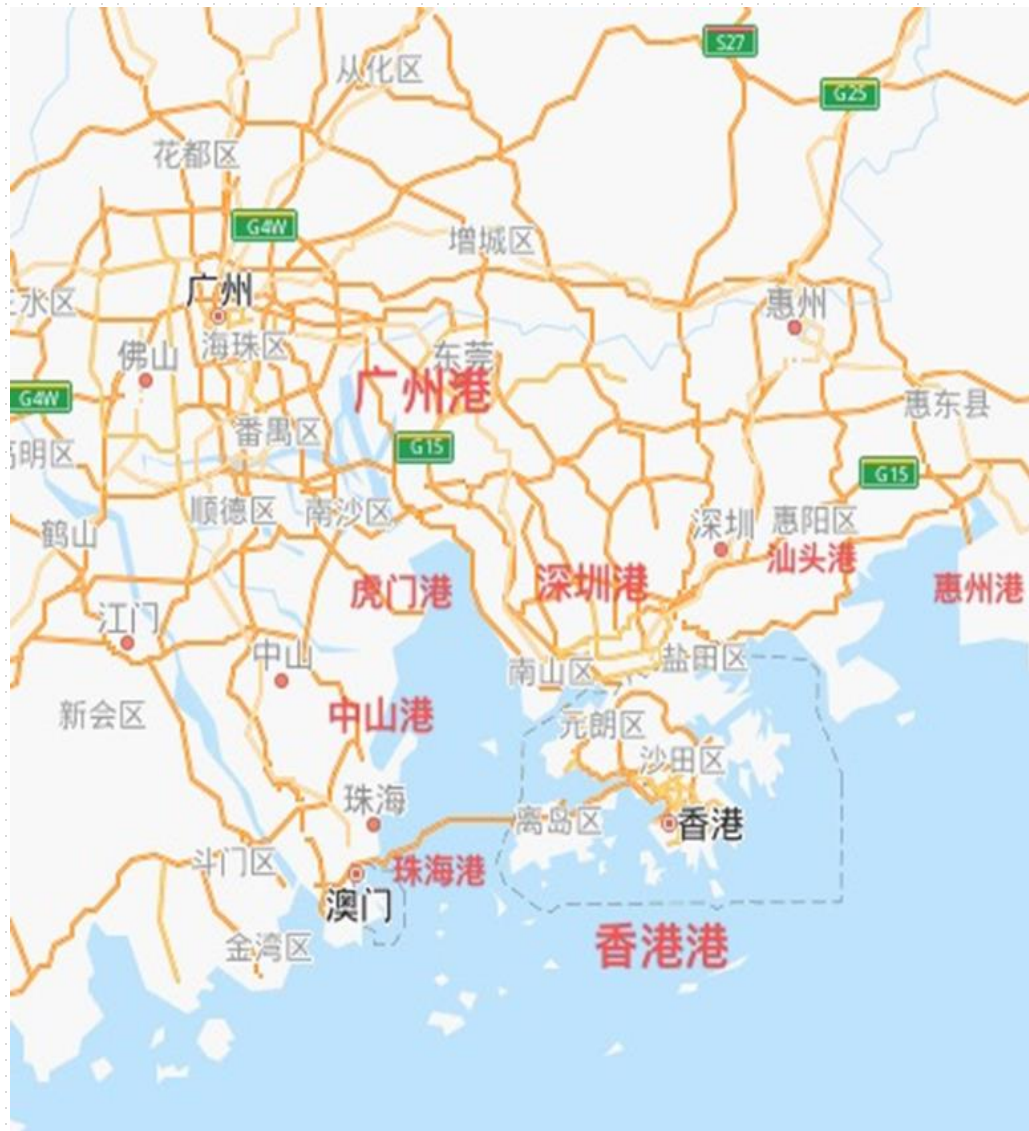 S27
从化区
G25
花都区
G4W
增城区
广州
三水区
惠州
海珠区
佛山
东莞
广州港
G4W
惠东县
番禺区
G15
高明区
G15
顺德区
南沙区
深圳
惠阳区
鹤山
汕头港
虎门港
深圳港
惠州港
江门
中山
南山区
盐田区
新会区
中山港
元朗区
沙田区
珠海
离岛区
香港
斗门区
珠海港
澳门
香港港
金湾区